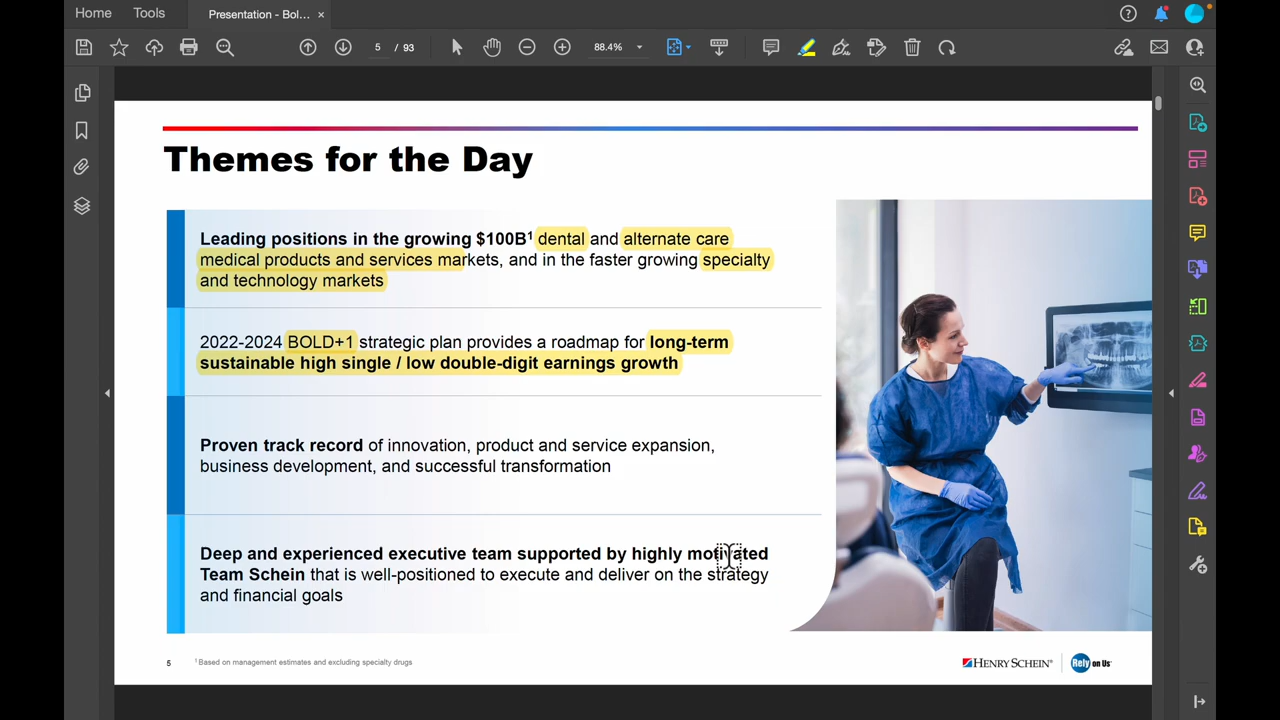 Home
Tools
Presentation - Bol... ×
5 / 93
88.4%
Themes for the Day
Leading positions in the growing $100B¹ dental and alternate care
medical products and services markets, and in the faster growing specialty
and technology markets
2022-2024 BOLD+1 strategic plan provides a roadmap for long-term
sustainable high single / low double-digit earnings growth
Proven track record of innovation, product and service expansion,
business development, and successful transformation
Deep and experienced executive team supported by highly motivated
Team Schein that is well-positioned to execute and deliver on the strategy
and financial goals
5
¹ Based on management estimates and excluding specialty drugs
HENRY SCHEIN®
Rely on Us